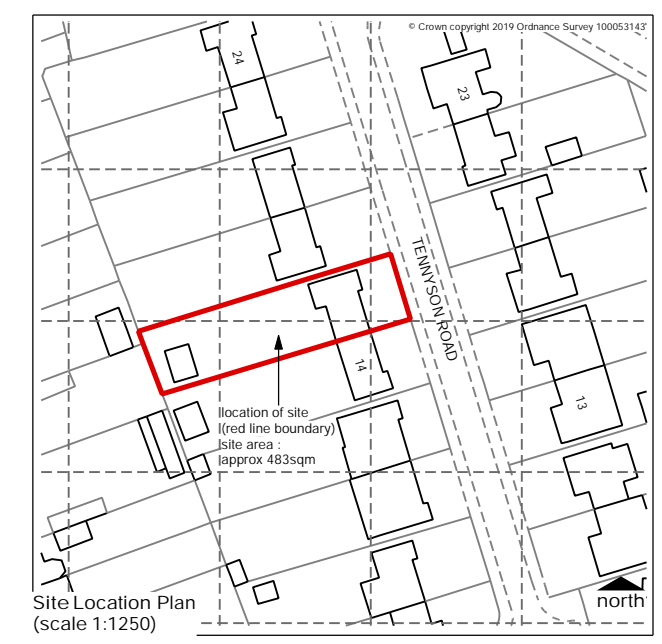 © Crown copyright 2019 Ordnance Survey 100053143
24
23
TENNYSON ROAD
14
13
location of site
(red line boundary)
site area :
approx 483sqm
Site Location Plan
(scale 1:1250)
north